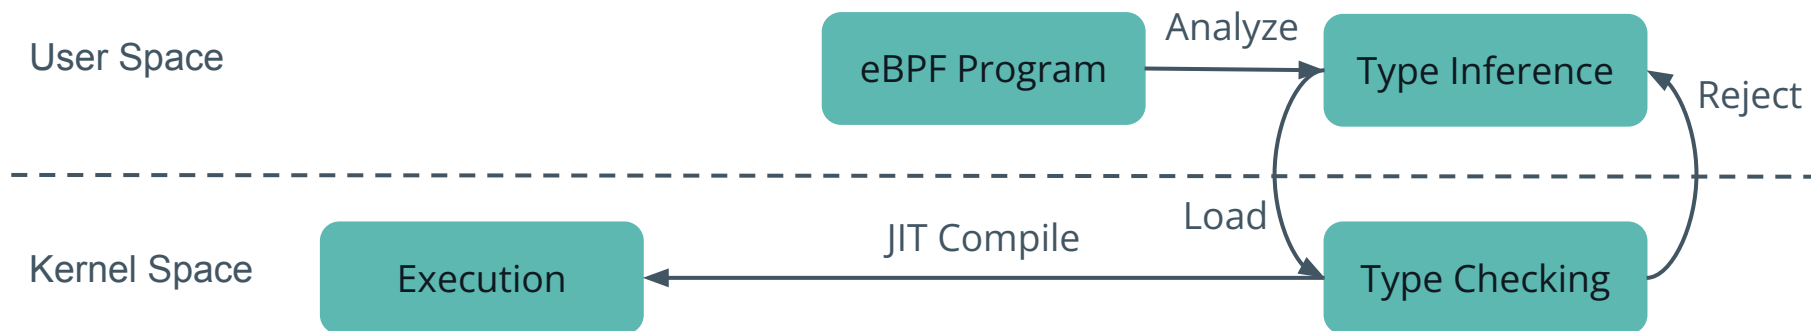 User Space
eBPF Program
Analyze
Type Inference
Reject
Kernel Space
Execution
JIT Compile
Load
Type Checking